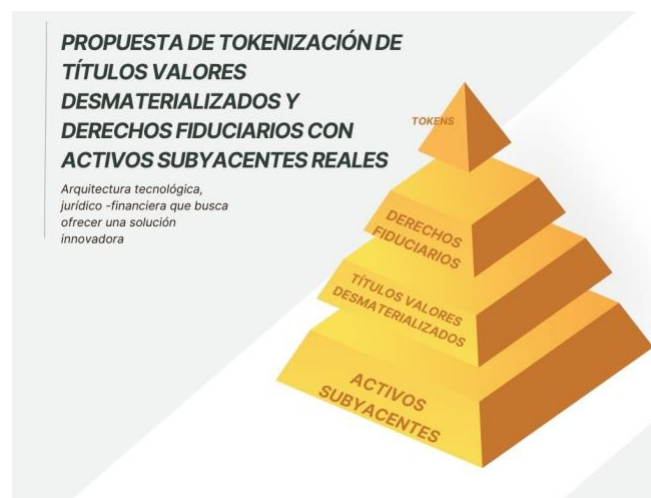 PROPUESTA DE TOKENIZACIÓN DE
TÍTULOS VALORES
DESMATERIALIZADOS Y
DERECHOS FIDUCIARIOS CON
ACTIVOS SUBYACENTES REALES
Arquitectura tecnológica,
jurídico -financiera que busca
ofrecer una solución
innovadora
TOKENS
DERECHOS
FIDUCIARIOS
TÍTULOS VALORES
DESMATERIALIZADOS
ACTIVOS
SUBYACENTES